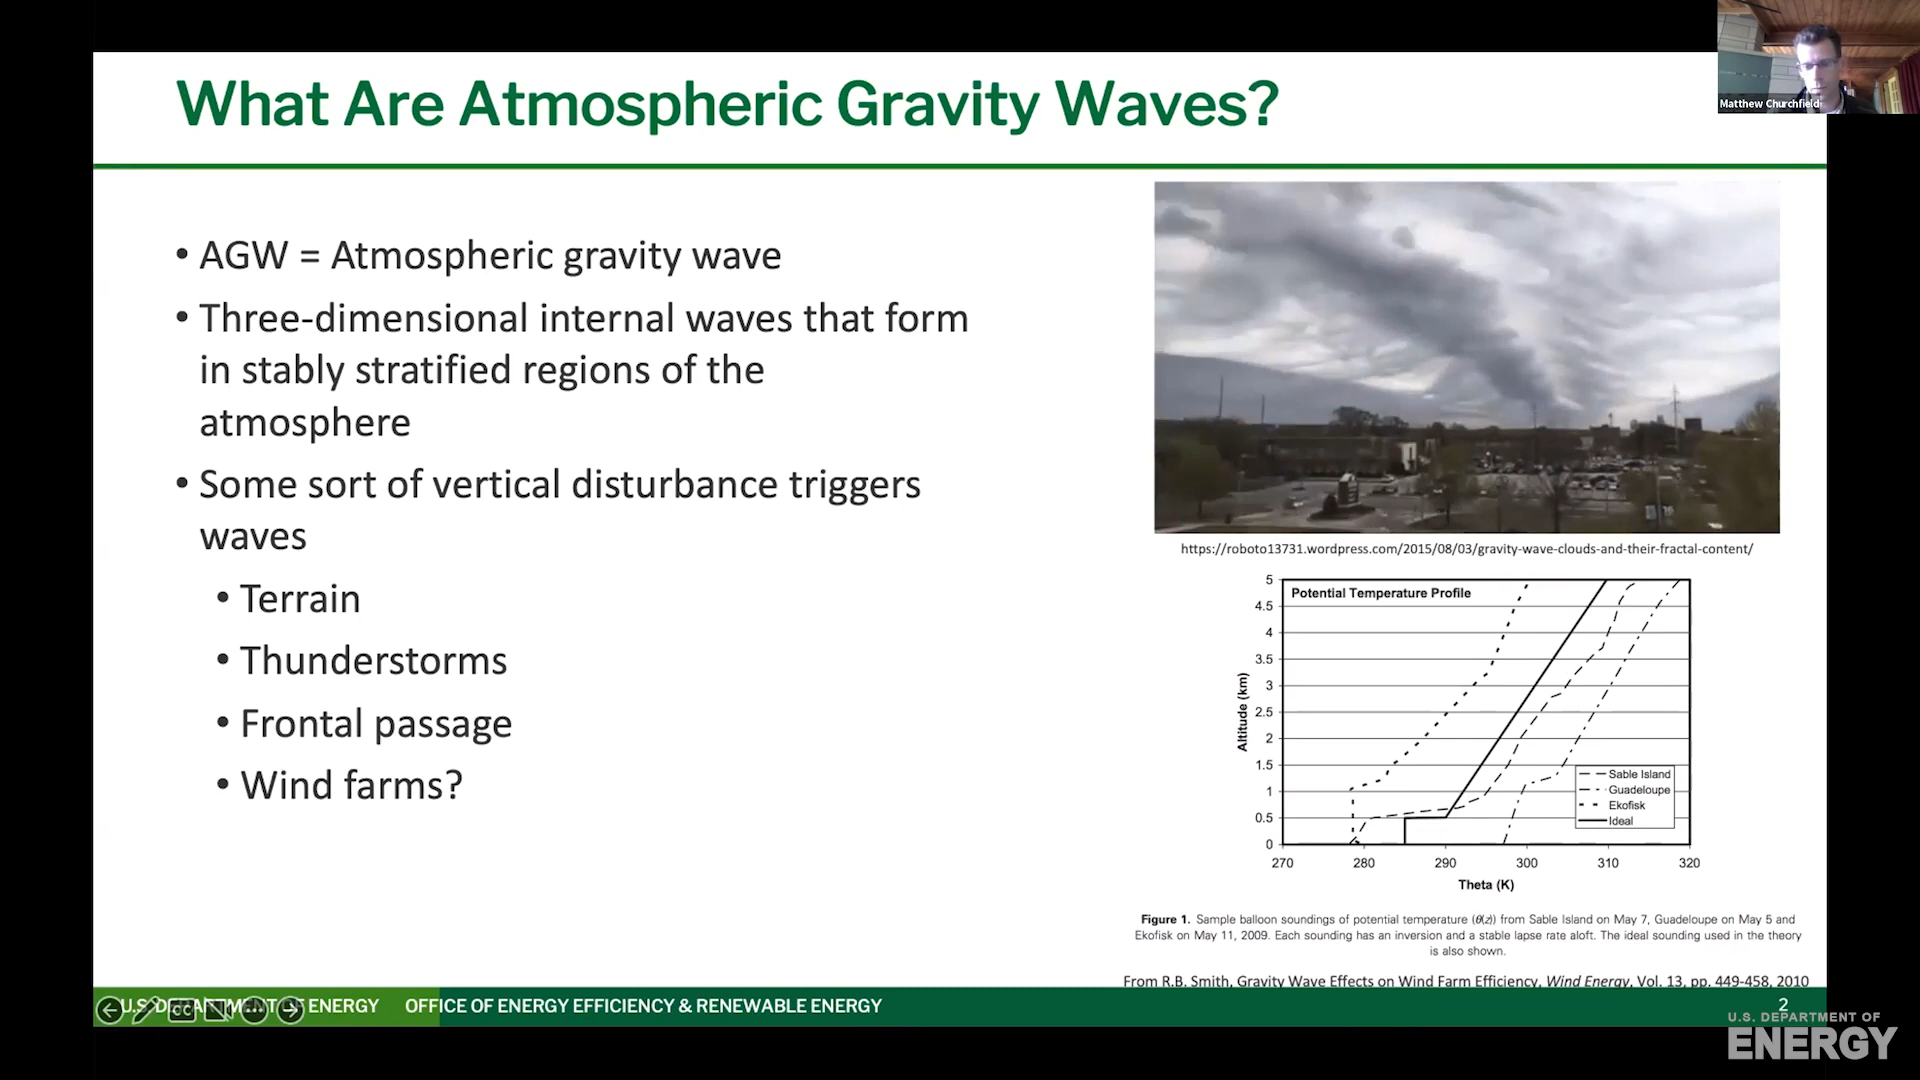 What Are Atmospheric Gravity Waves?
Matthew Churchfield
• AGW = Atmospheric gravity wave
• Three-dimensional internal waves that form
in stably stratified regions of the
atmosphere
• Some sort of vertical disturbance triggers
waves
• Terrain
• Thunderstorms
• Frontal passage
• Wind farms?
https://roboto13731.wordpress.com/2015/08/03/gravity-wave-clouds-and-their-fractal-content/
Potential Temperature Profile
Altitude (km)
5
4.5
4
3.5
3
2.5
2
1.5
1
0.5
0
Sable Island
Guadeloupe
Ekofisk
Ideal
270 280 290 300 310 320
Theta (K)
Figure 1. Sample balloon soundings of potential temperature (θ(z)) from Sable Island on May 7, Guadeloupe on May 5 and
Ekofisk on May 11, 2009. Each sounding has an inversion and a stable lapse rate aloft. The ideal sounding used in the theory
is also shown.
From R.B. Smith, Gravity Wave Effects on Wind Farm Efficiency, Wind Energy, Vol. 13, pp. 449-458, 2010
U.S. DEPARTMENT OF ENERGY OFFICE OF ENERGY EFFICIENCY & RENEWABLE ENERGY 2
CC
U.S. DEPARTMENT OF
ENERGY